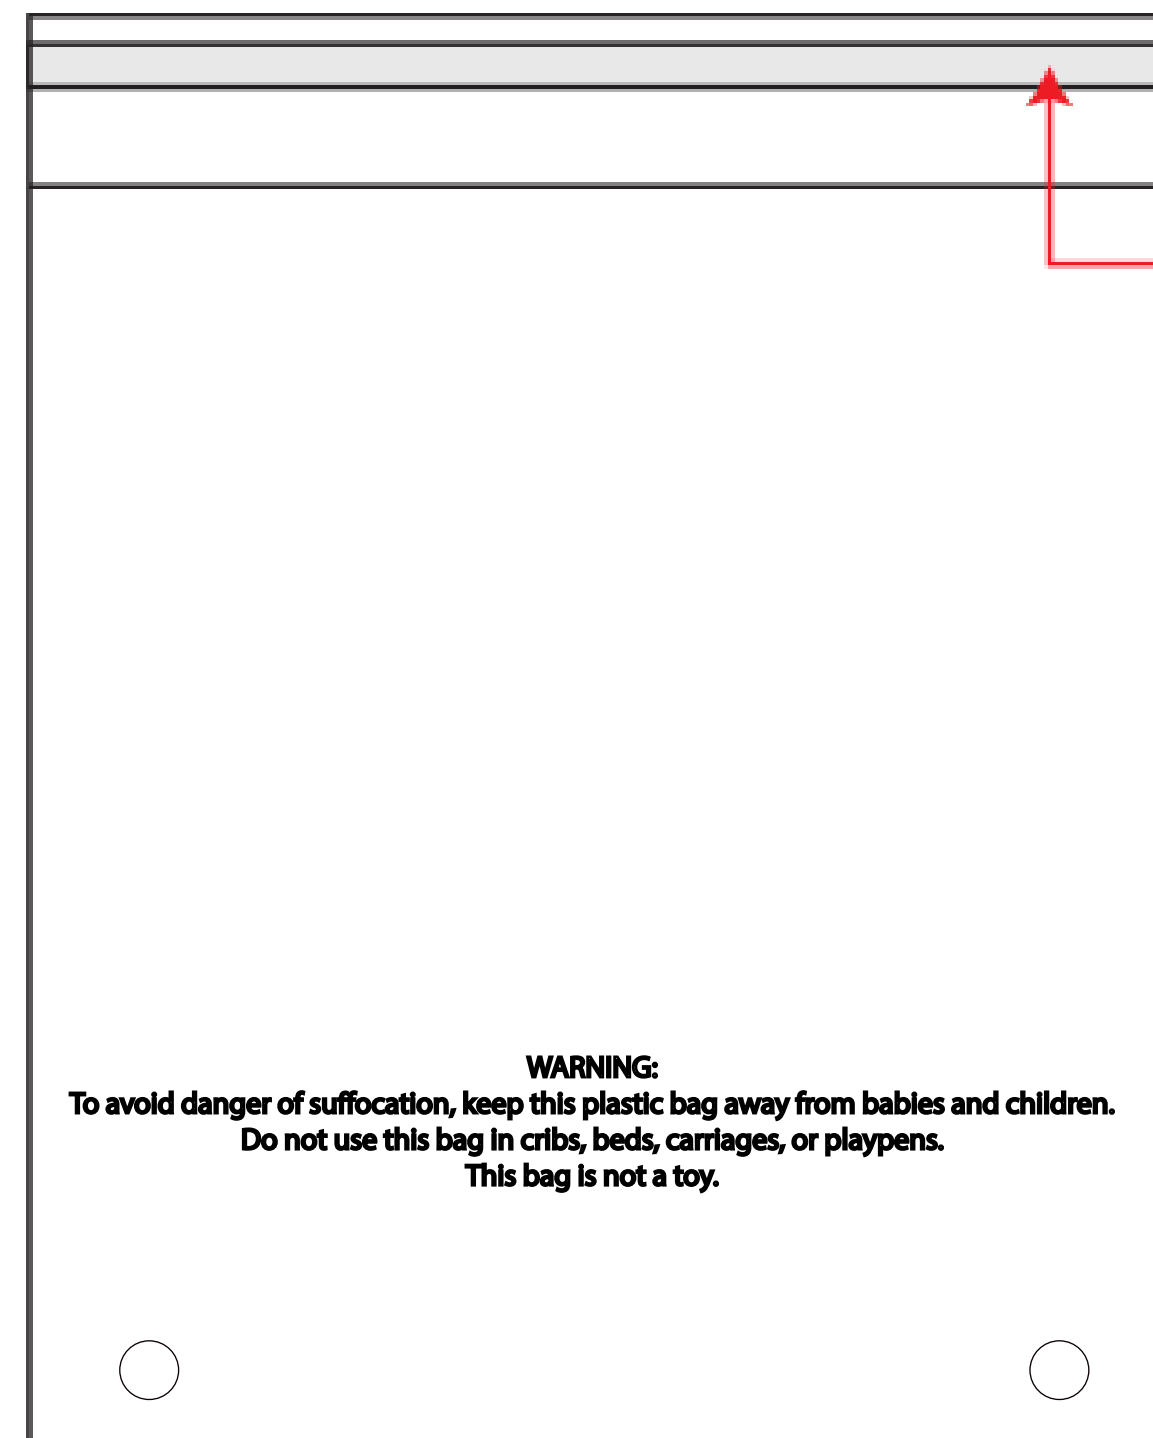 WARNING:
To avoid danger of suffocation, keep this plastic bag away from babies and children.
Do not use this bag in cribs, beds, carriages, or playpens.
This bag is not a toy.